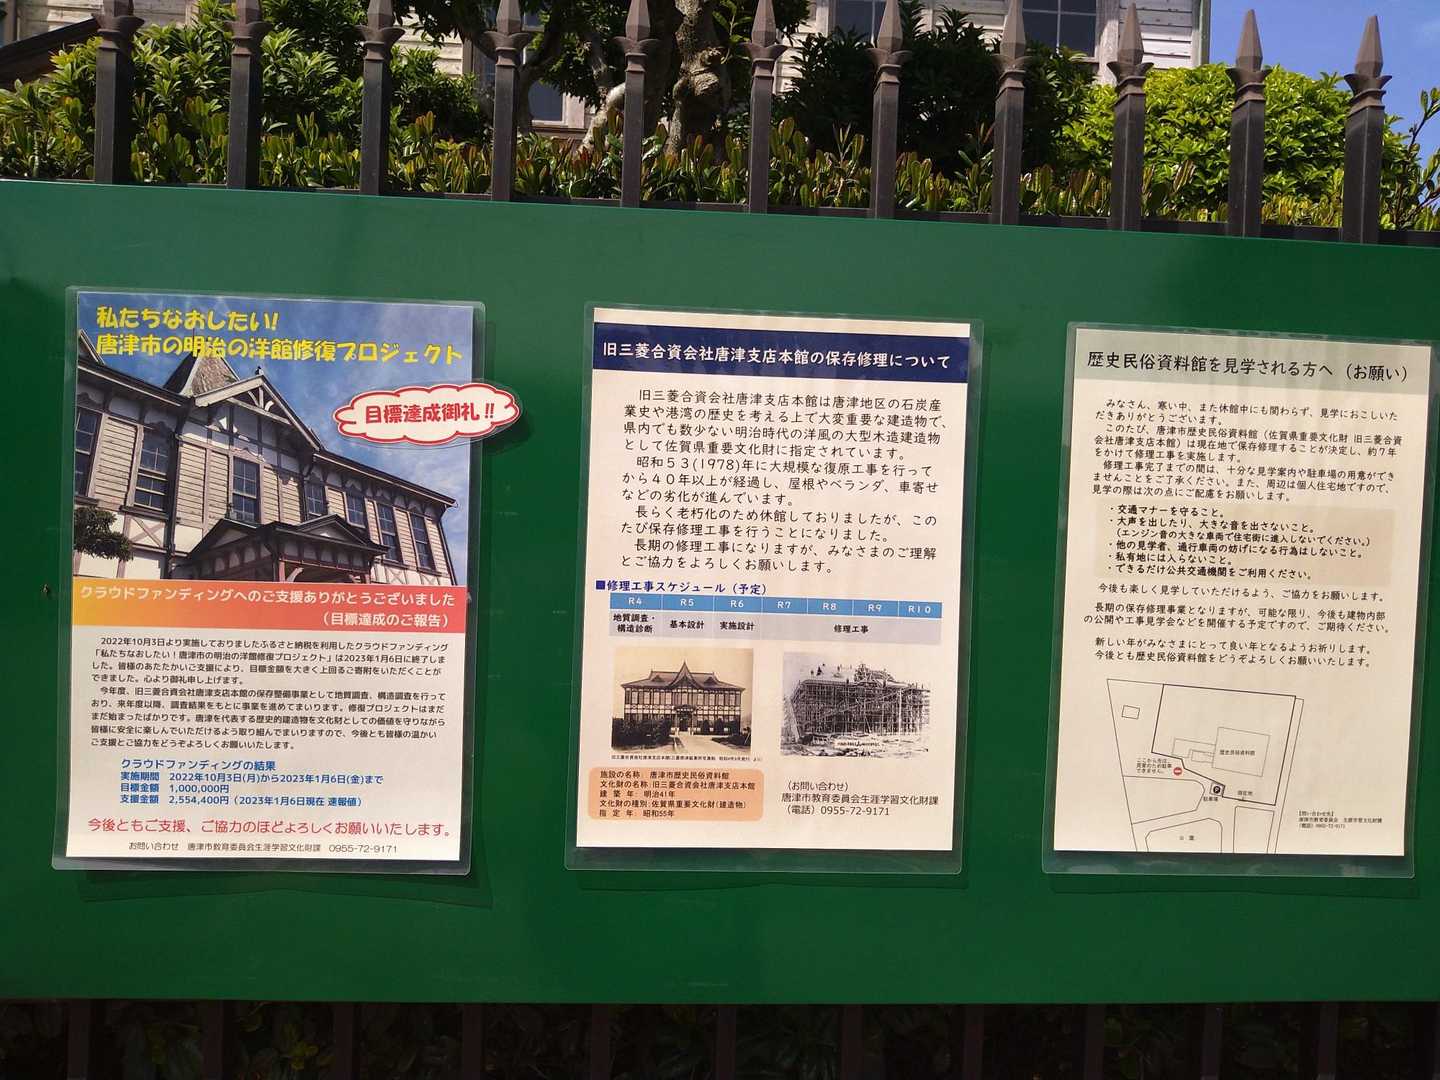 私たちなおしたい!
唐津市の明治の洋館修復プロジェクト
目標達成御礼!!
クラウドファンディングへのご支援ありがとうございました
(目標達成のご報告)
2022年10月3日より実施しておりましたふるさと納税を利用したクラウドファンディング
「私たちなおしたい!唐津市の明治の洋館修復プロジェクト」は2023年1月6日に終了しま
した。皆様のあたたかいご支援により、目標金額を大きく上回るご寄附をいただくことが
できました。心より御礼申し上げます。
今年度、旧三菱合資会社唐津支店本館の保存整備事業として地質調査、構造調査を行って
おり、来年度以降、調査結果をもとに事業を進めてまいります。修復プロジェクトはまだ
まだ始まったばかりです。唐津を代表する歴史的建造物を文化財としての価値を守りながら
皆様に安全に楽しんでいただけるよう取り組んでまいりますので、今後とも皆様の温かい
ご支援とご協力をどうぞよろしくお願いいたします。
クラウドファンディングの結果
実施期間 2022年10月3日(月)から2023年1月6日(金)まで
目標金額 1,000,000円
支援金額 2,554,400円(2023年1月6日現在 速報値)
今後ともご支援、ご協力のほどよろしくお願いいたします。
お問い合わせ 唐津市教育委員会生涯学習文化財課 0955-72-9171
旧三菱合資会社唐津支店本館の保存修理について
旧三菱合資会社唐津支店本館は唐津地区の石炭産
業史や港湾の歴史を考える上で大変重要な建造物で、
県内でも数少ない明治時代の洋風の大型木造建造物
として佐賀県重要文化財に指定されています。
昭和53(1978)年に大規模な復原工事を行って
から40年以上が経過し、屋根やベランダ、車寄せ
などの劣化が進んでいます。
長らく老朽化のため休館しておりましたが、この
たび保存修理工事を行うことになりました。
長期の修理工事になりますが、みなさまのご理解
とご協力をよろしくお願いします。
■修理工事スケジュール(予定)
R4 R5 R6 R7 R8 R9 R10
地質調査・
構造診断 基本設計 実施設計 修理工事
施設の名称: 唐津市歴史民俗資料館
文化財の名称:旧三菱合資会社唐津支店本館
建 築 年: 明治41年
文化財の種別:佐賀県重要文化財(建造物)
指 定 年: 昭和55年
(お問い合わせ)
唐津市教育委員会生涯学習文化財課
(電話) 0955-72-9171
歴史民俗資料館を見学される方へ(お願い)
みなさん、寒い中、また休館中にも関わらず、見学におこしいた
だきありがとうございます。
このたび、唐津市歴史民俗資料館(佐賀県重要文化財 旧三菱合資
会社唐津支店本館)は現在地で保存修理することが決定し、約7年
をかけて修理工事を実施します。
修理工事完了までの間は、十分な見学案内や駐車場の用意ができ
ませんことをご了承ください。また、周辺は個人住宅地ですので、
見学の際は次の点にご配慮をお願いします。
・交通マナーを守ること。
・大声を出したり、大きな音を出さないこと。
(エンジン音の大きな車両で住宅街に進入しないでください。)
・他の見学者、通行車両の妨げになる行為はしないこと。
・私有地には入らないこと。
・できるだけ公共交通機関をご利用ください。
今後も楽しく見学していただけるよう、ご協力をお願いします。
長期の保存修理事業となりますが、可能な限り、今後も建物内部
の公開や工事見学会などを開催する予定ですので、ご期待ください。
新しい年がみなさまにとって良い年となるようお祈りします。
今後とも歴史民俗資料館をどうぞよろしくお願いいたします。
歴史民俗資料館
ここから先は、
見学のため駐車
できません。
P
駐車場
現在地
公 園
【問い合わせ先】
唐津市教育委員会 生涯学習文化財課
(電話) 0955-72-9171